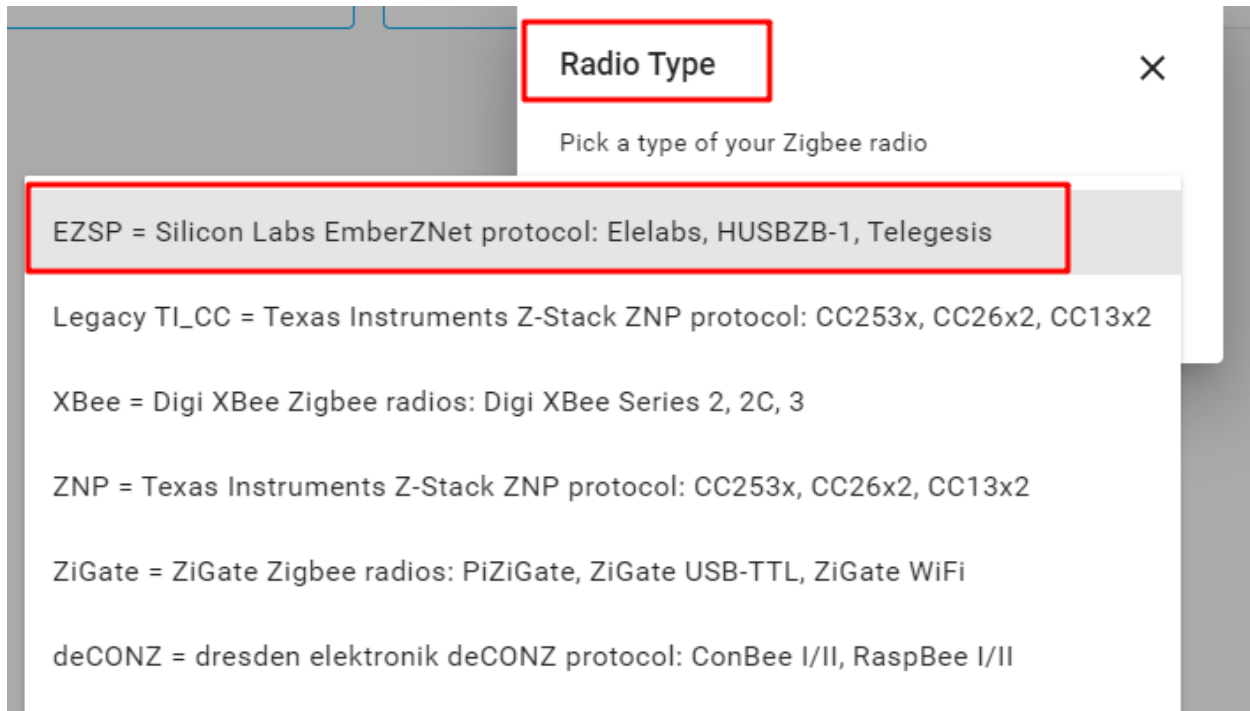 Radio Type
Pick a type of your Zigbee radio
EZSP = Silicon Labs EmberZNet protocol: Elelabs, HUSBZB-1, Telegesis
Legacy TI_CC = Texas Instruments Z-Stack ZNP protocol: CC253x, CC26x2, CC13x2
XBee = Digi XBee Zigbee radios: Digi XBee Series 2, 2C, 3
ZNP = Texas Instruments Z-Stack ZNP protocol: CC253x, CC26x2, CC13x2
ZiGate = ZiGate Zigbee radios: PiZiGate, ZiGate USB-TTL, ZiGate WiFi
deCONZ = dresden elektronik deCONZ protocol: ConBee I/II, RaspBee I/II